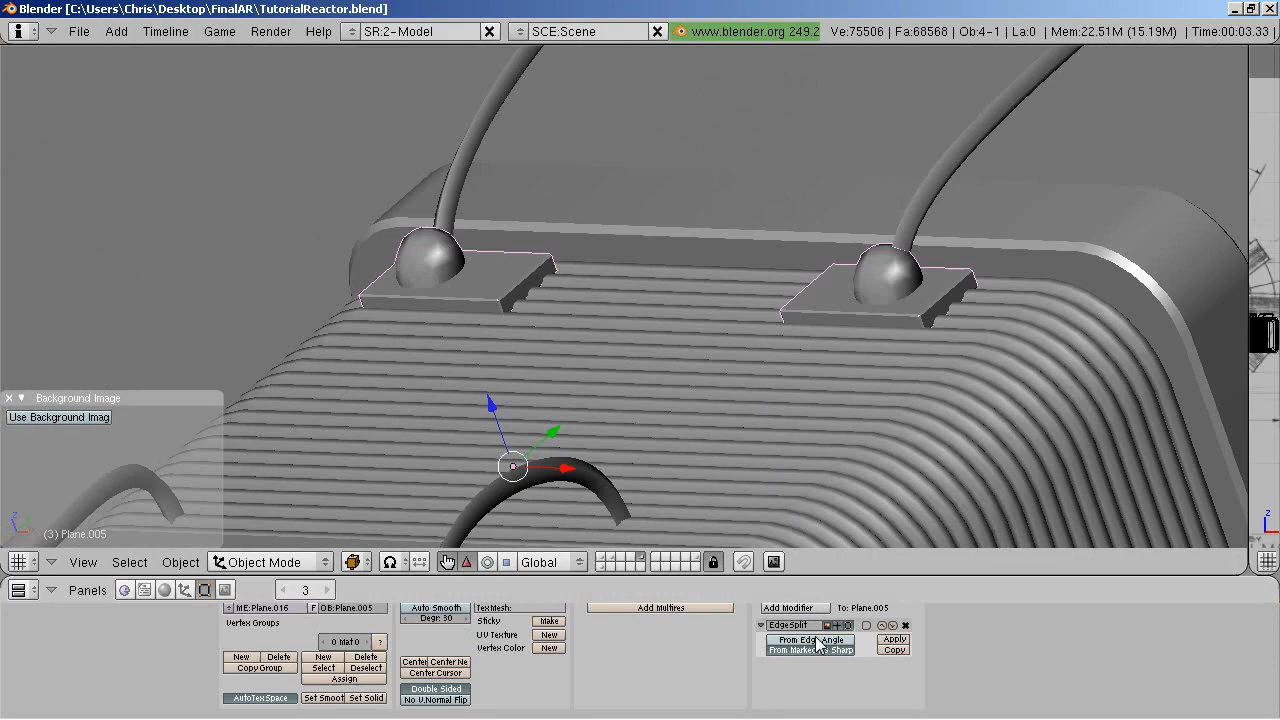 Blender [C:\Users\Chris\Desktop\FinalAR\TutorialReactor.blend]
File Add Timeline Game Render Help SR:2-Model SCE:Scene www.blender.org 249.2 Ve:75506 | Fa:68568 | Ob:4-1 | La:0 | Mem:22.51M (15.19M) | Time:00:03.33
Background Image
Use Background Imag
(3) Plane.005
z
z
View Select Object Object Mode Global
Panels 3
ME:Plane.016 F OB:Plane.005
Vertex Groups
0 Mat 0 ?
New Delete New Delete
Copy Group Select Deselect
Assign
AutoTexSpace Set Smoot Set Solid
Auto Smooth
Degr: 30
TexMesh:
Sticky Make
UV Texture New
Vertex Color New
Center Center Ne
Center Cursor
Double Sided
No V.Normal Flip
Add Multires
Add Modifier To: Plane.005
EdgeSplit
From Edge Angle Apply
From Marked As Sharp Copy